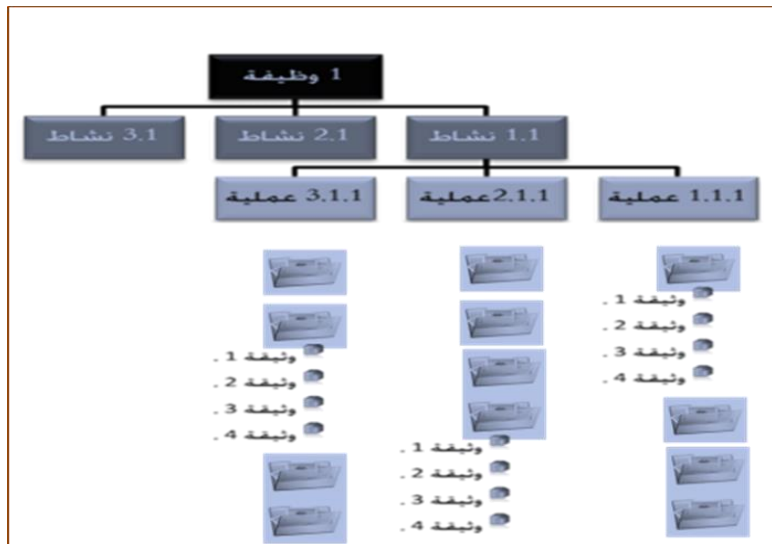 1 وظيفة
1.1 نشاط
2.1 نشاط
3.1 نشاط
1.1.1 عملية
2.1.1عملية
3.1.1 عملية
وثيقة 1 .
وثيقة 2 .
وثيقة 3 .
وثيقة 4 .
وثيقة 1 .
وثيقة 2 .
وثيقة 3 .
وثيقة 4 .
وثيقة 1 .
وثيقة 2 .
وثيقة 3 .
وثيقة 4 .